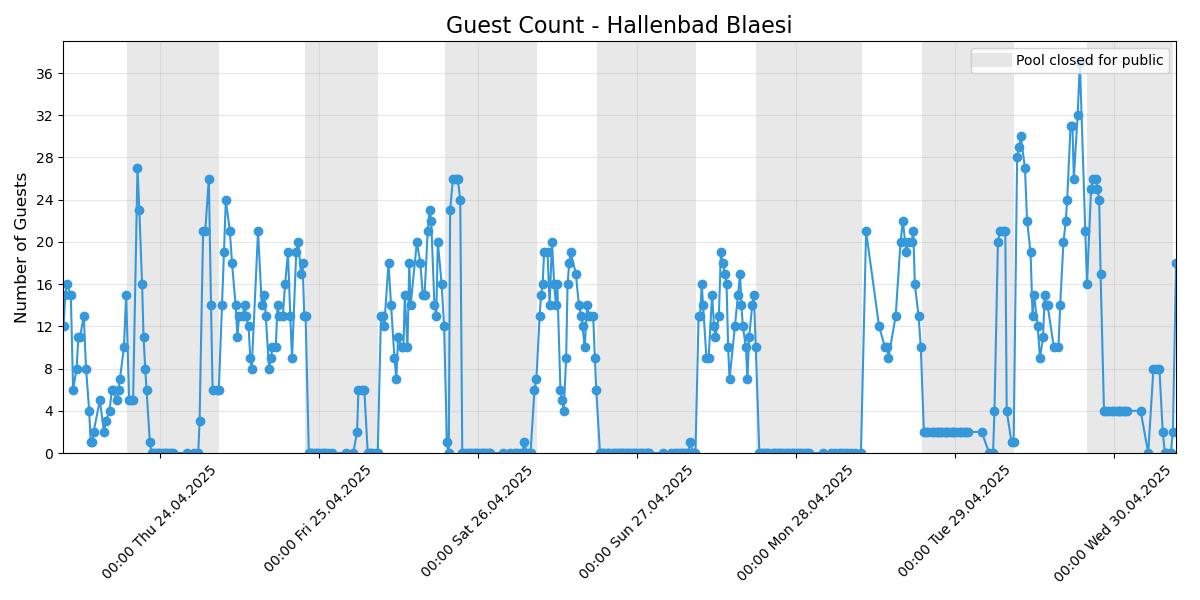 Guest Count - Hallenbad Blaesi
Pool closed for public
Number of Guests
36
32
28
24
20
16
12
8
4
0
00:00 Thu 24.04.2025
00:00 Fri 25.04.2025
00:00 Sat 26.04.2025
00:00 Sun 27.04.2025
00:00 Mon 28.04.2025
00:00 Tue 29.04.2025
00:00 Wed 30.04.2025